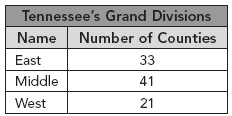 Tennessee's Grand Divisions
Name Number of Counties
East 33
Middle 41
West 21